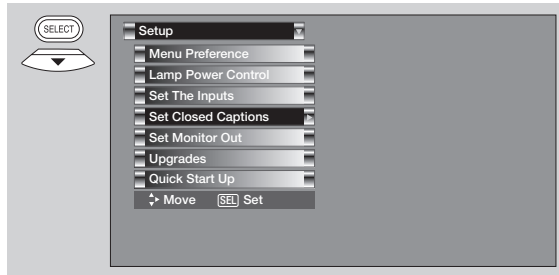 SELECT
Setup
Menu Preference
Lamp Power Control
Set The Inputs
Set Closed Captions
Set Monitor Out
Upgrades
Quick Start Up
Move SEL Set